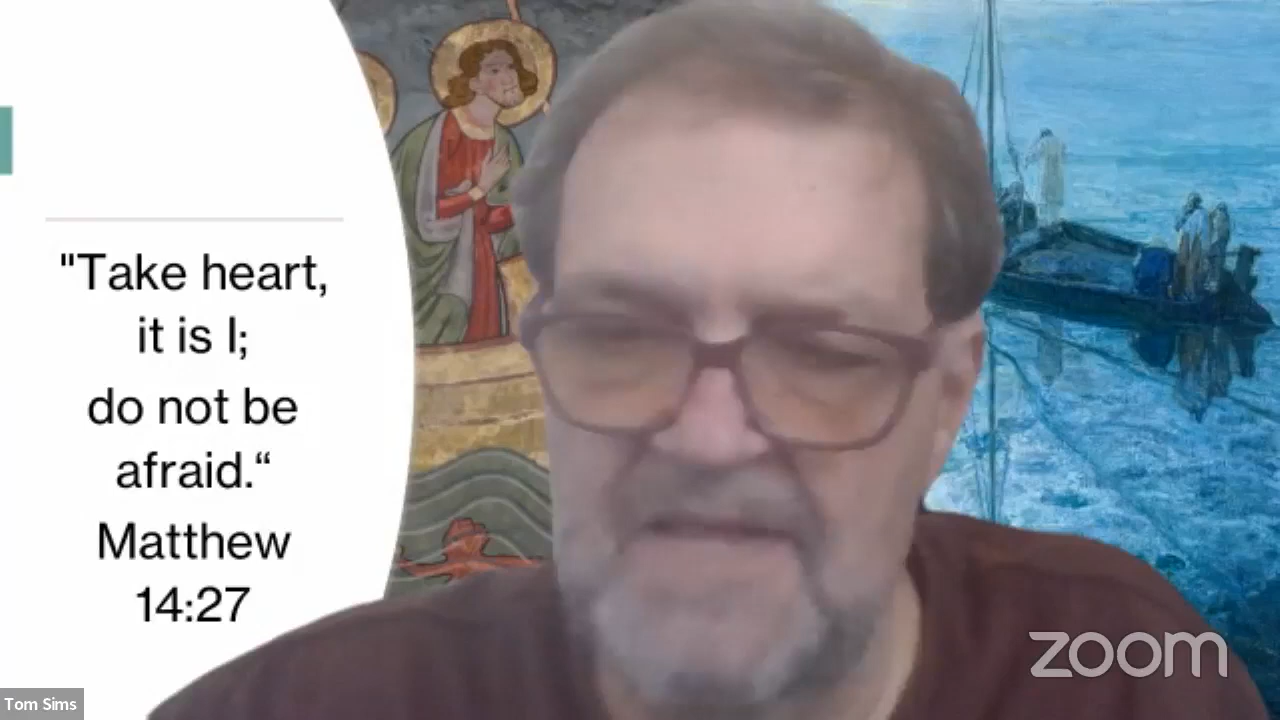 "Take heart,
it is I;
do not be
afraid.“
Matthew
14:27
zoom
Tom Sims